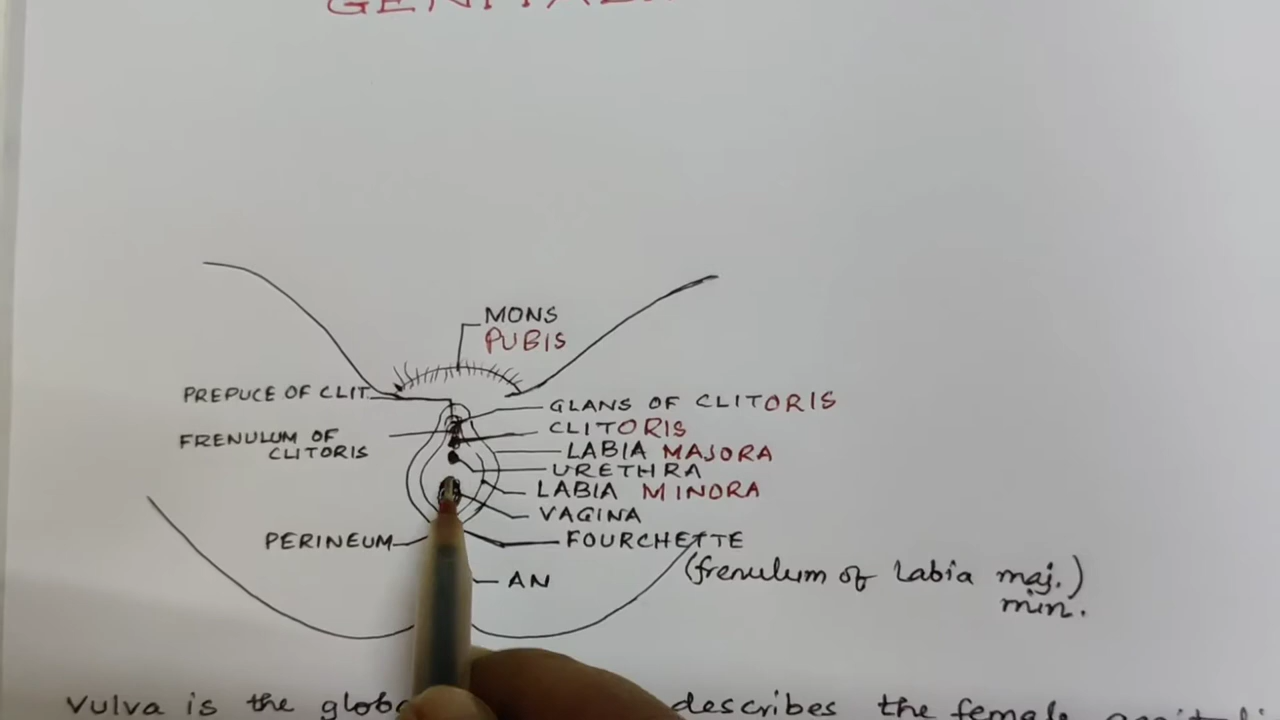 MONS
PUBIS
PREPUCE OF CLIT
GLANS OF CLITORIS
FRENULUM OF
CLITORIS
CLITORIS
LABIA MAJORA
URETHRA
LABIA MINORA
VAGINA
PERINEUM
FOURCHETTE
(frenulum of Labia maj.)
min.
AN
Vulva is the describes the female